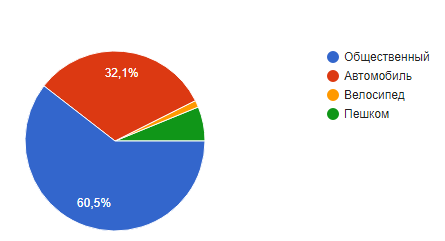 Общественный
Автомобиль
Велосипед
Пешком
32,1%
60,5%